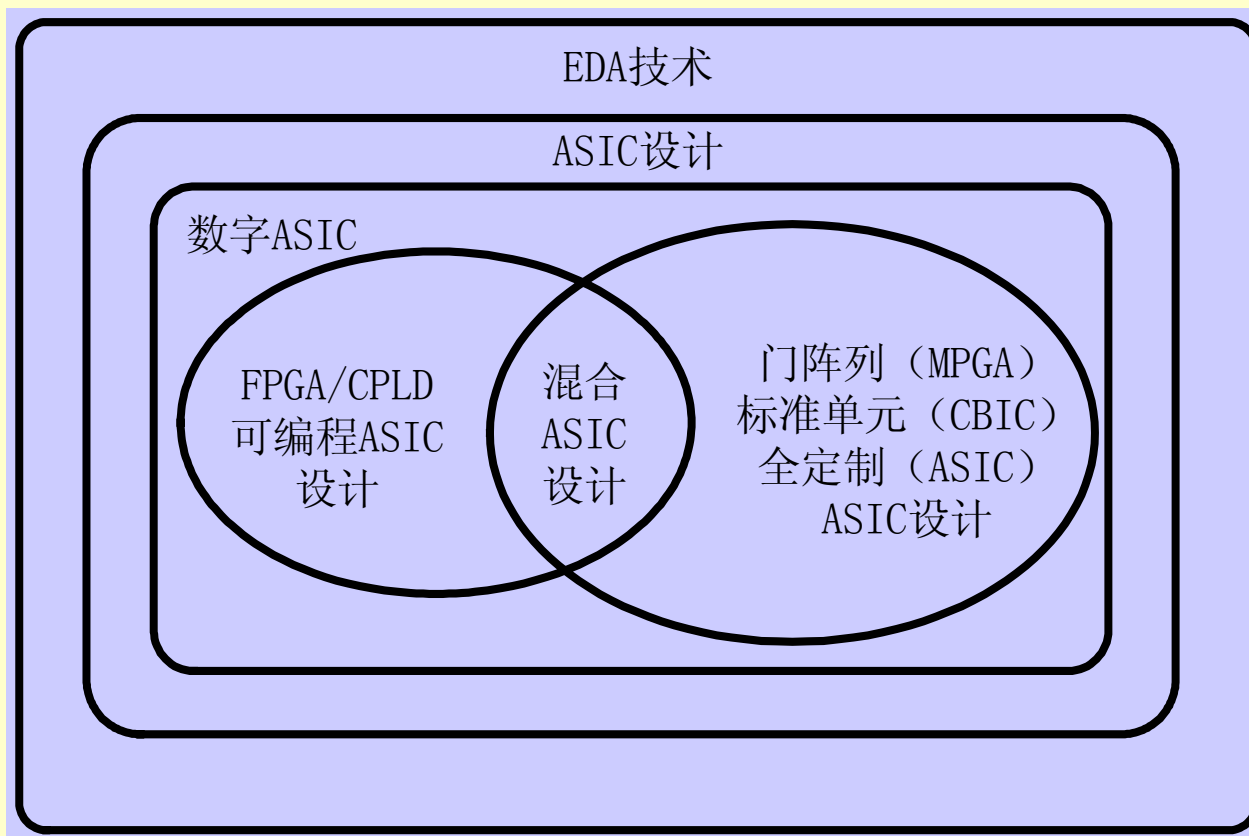 EDA技术
ASIC设计
数字ASIC
FPGA/CPLD
可编程ASIC
设计
混合
ASIC
设计
门阵列（MPGA）
标准单元（CBIC）
全定制（ASIC）
ASIC设计